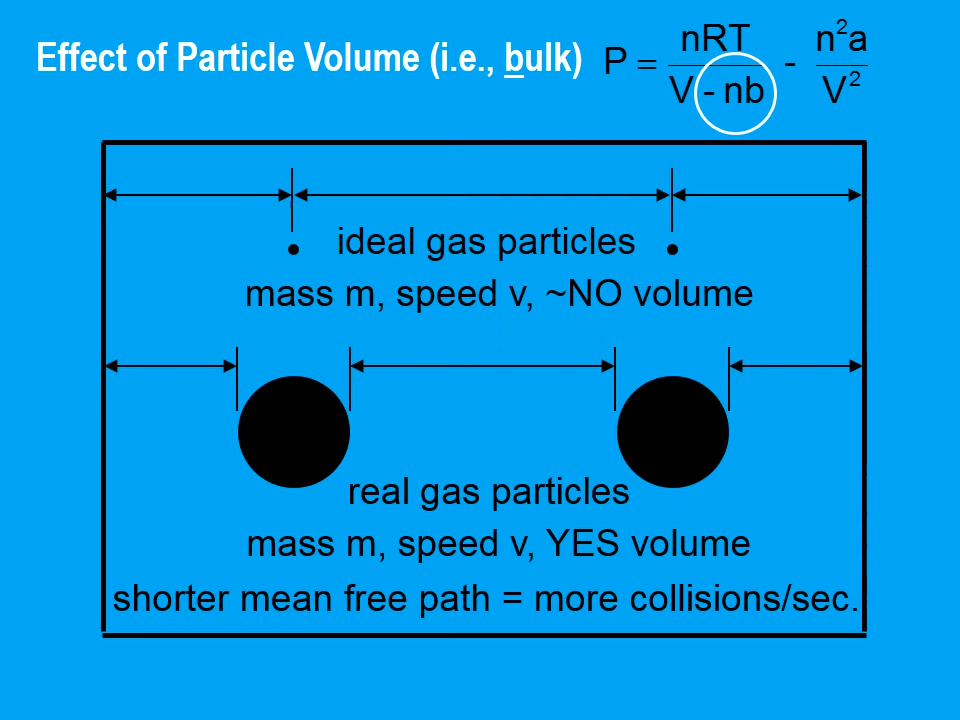 Effect of Particle Volume (i.e., bulk)
P = nRT / V - nb - n²a / V²
ideal gas particles
mass m, speed v, ~NO volume
real gas particles
mass m, speed v, YES volume
shorter mean free path = more collisions/sec.